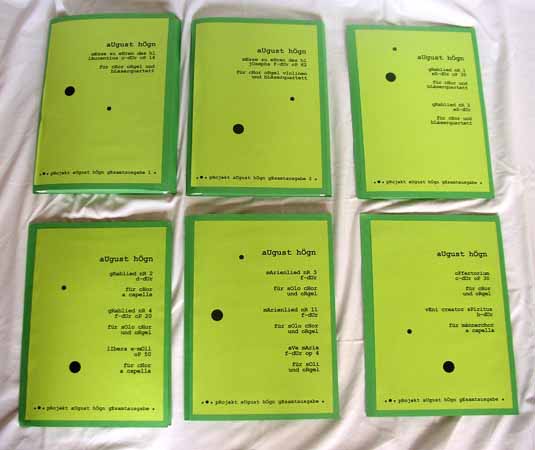 aUgust hÖgn
mEsse zu eHren des hl
lAurentius c-dUr oP 14
für cHor oRgel und
bLäserquartett
.●. pRojekt aUgust hÖgn gEsamtausgabe 1 .
aUgust hÖgn
mEsse zu eHren des hl
jOsephs f-dUr oP 62
für cHor oRgel violinen
und bLäserquartett
.●. pRojekt aUgust hÖgn gEsamtausgabe 2 .
aUgust hÖgn
gRablied nR 1
eS-dUr oP 30
für cHor und
bLäserquartett
gRablied nR 3
eS-dUr
für cHor und
bLäserquartett
.●. pRojekt aUgust hÖgn gEsamtausgabe .
aUgust hÖgn
gRablied nR 2
d-dUr
für cHor
a capella
gRablied nR 4
f-dUr oP 20
für sOlo cHor
und oRgel
lIbera e-mOll
oP 50
für cHor
a capella
.●. pRojekt aUgust hÖgn gEsamtausgabe .
aUgust hÖgn
mArienlied nR 3
f-dUr
für sOlo cHor
und oRgel
mArienlied nR 11
f-dUr
für sOlo cHor
und oRgel
aVe mAria
f-dUr op 4
für sOli
und oRgel
.●. pRojekt aUgust hÖgn gEsamtausgabe .
aUgust hÖgn
oFfertorium
c-dUr oP 35
für cHor
und oRgel
vEni creator sPiritus
b-dUr
für männerchor
a capella
.●. pRojekt aUgust hÖgn gEsamtausgabe .